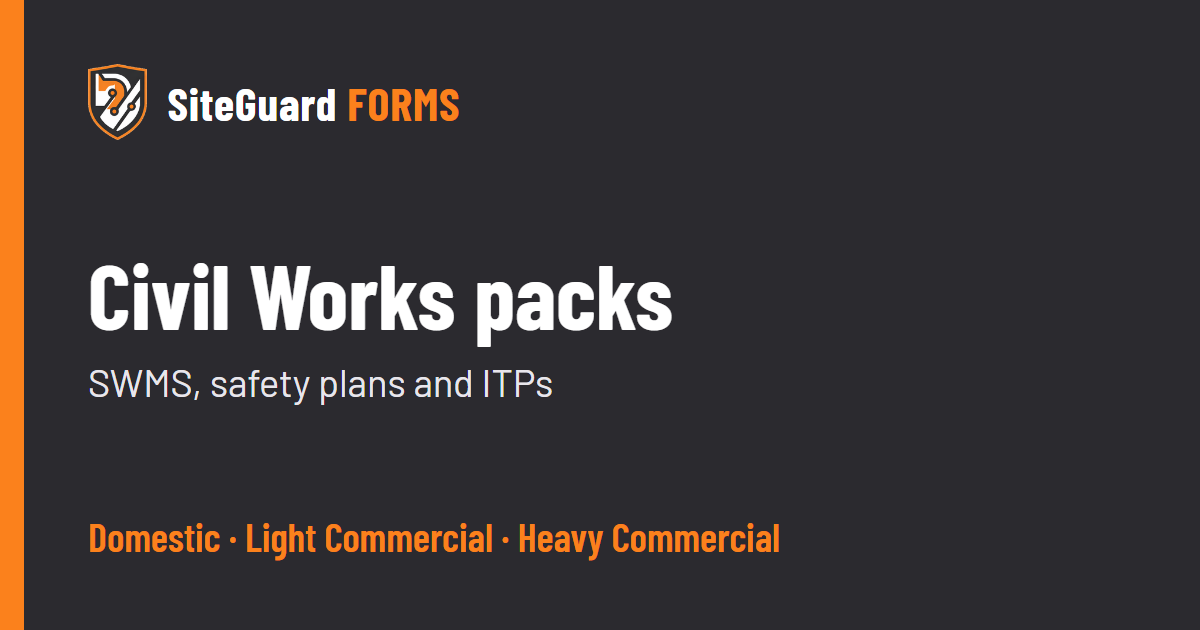 SiteGuard FORMS
Civil Works packs
SWMS, safety plans and ITPs
Domestic · Light Commercial · Heavy Commercial